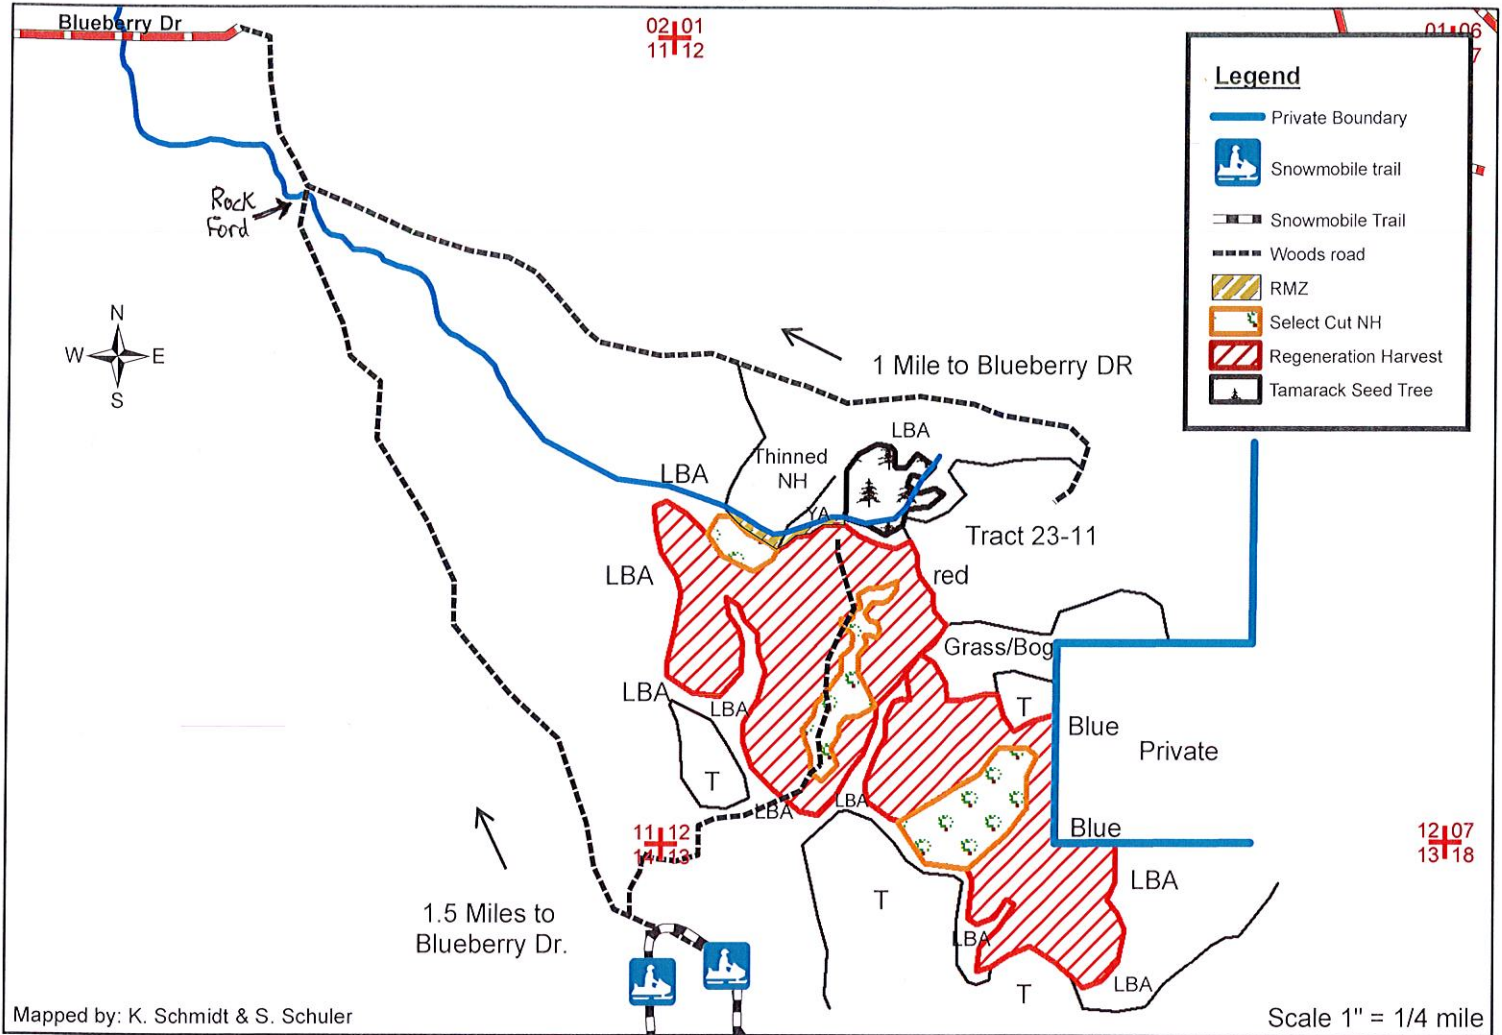 Blueberry Dr
02 01
11 12
01 06
7
Legend
Private Boundary
Snowmobile trail
Snowmobile Trail
Woods road
RMZ
Select Cut NH
Regeneration Harvest
Tamarack Seed Tree
Rock
Ford
N
W E
S
1 Mile to Blueberry DR
LBA
Thinned
NH
LBA
YA
Tract 23-11
LBA
red
Grass/Bog
LBA
LBA
T
Blue
Private
T
LBA
LBA
Blue
11 12
14 13
12 07
13 18
LBA
T
1.5 Miles to
Blueberry Dr.
LBA
T
LBA
Mapped by: K. Schmidt & S. Schuler
Scale 1" = 1/4 mile